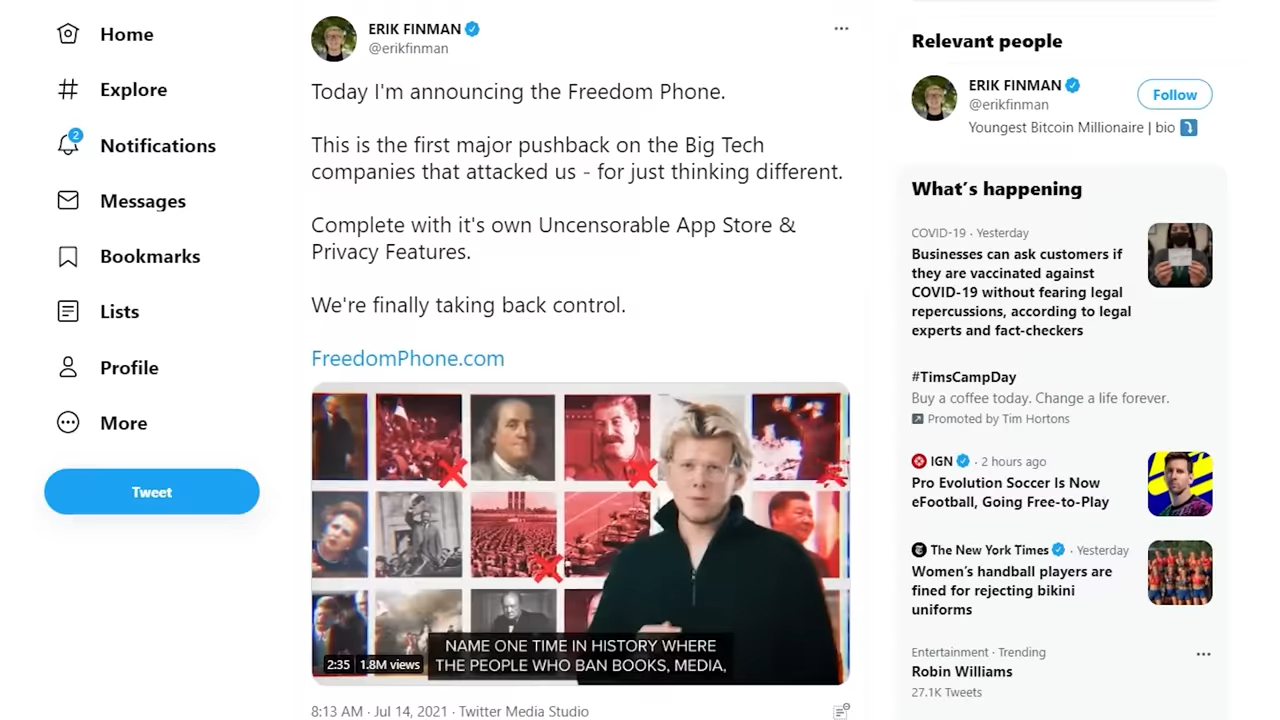 Home
Explore
2
Notifications
Messages
Bookmarks
Lists
Profile
More
Tweet
ERIK FINMAN
@erikfinman
Today I'm announcing the Freedom Phone.
This is the first major pushback on the Big Tech
companies that attacked us - for just thinking different.
Complete with it's own Uncensorable App Store &
Privacy Features.
We're finally taking back control.
FreedomPhone.com
NAME ONE TIME IN HISTORY WHERE
THE PEOPLE WHO BAN BOOKS, MEDIA,
2:35 1.8M views
8:13 AM · Jul 14, 2021 · Twitter Media Studio
Relevant people
ERIK FINMAN
@erikfinman
Follow
Youngest Bitcoin Millionaire | bio
What's happening
COVID-19 · Yesterday
Businesses can ask customers if
they are vaccinated against
COVID-19 without fearing legal
repercussions, according to legal
experts and fact-checkers
#TimsCampDay
Buy a coffee today. Change a life forever.
Promoted by Tim Hortons
IGN · 2 hours ago
Pro Evolution Soccer Is Now
eFootball, Going Free-to-Play
The New York Times · Yesterday
Women's handball players are
fined for rejecting bikini
uniforms
Entertainment · Trending
Robin Williams
27.1K Tweets